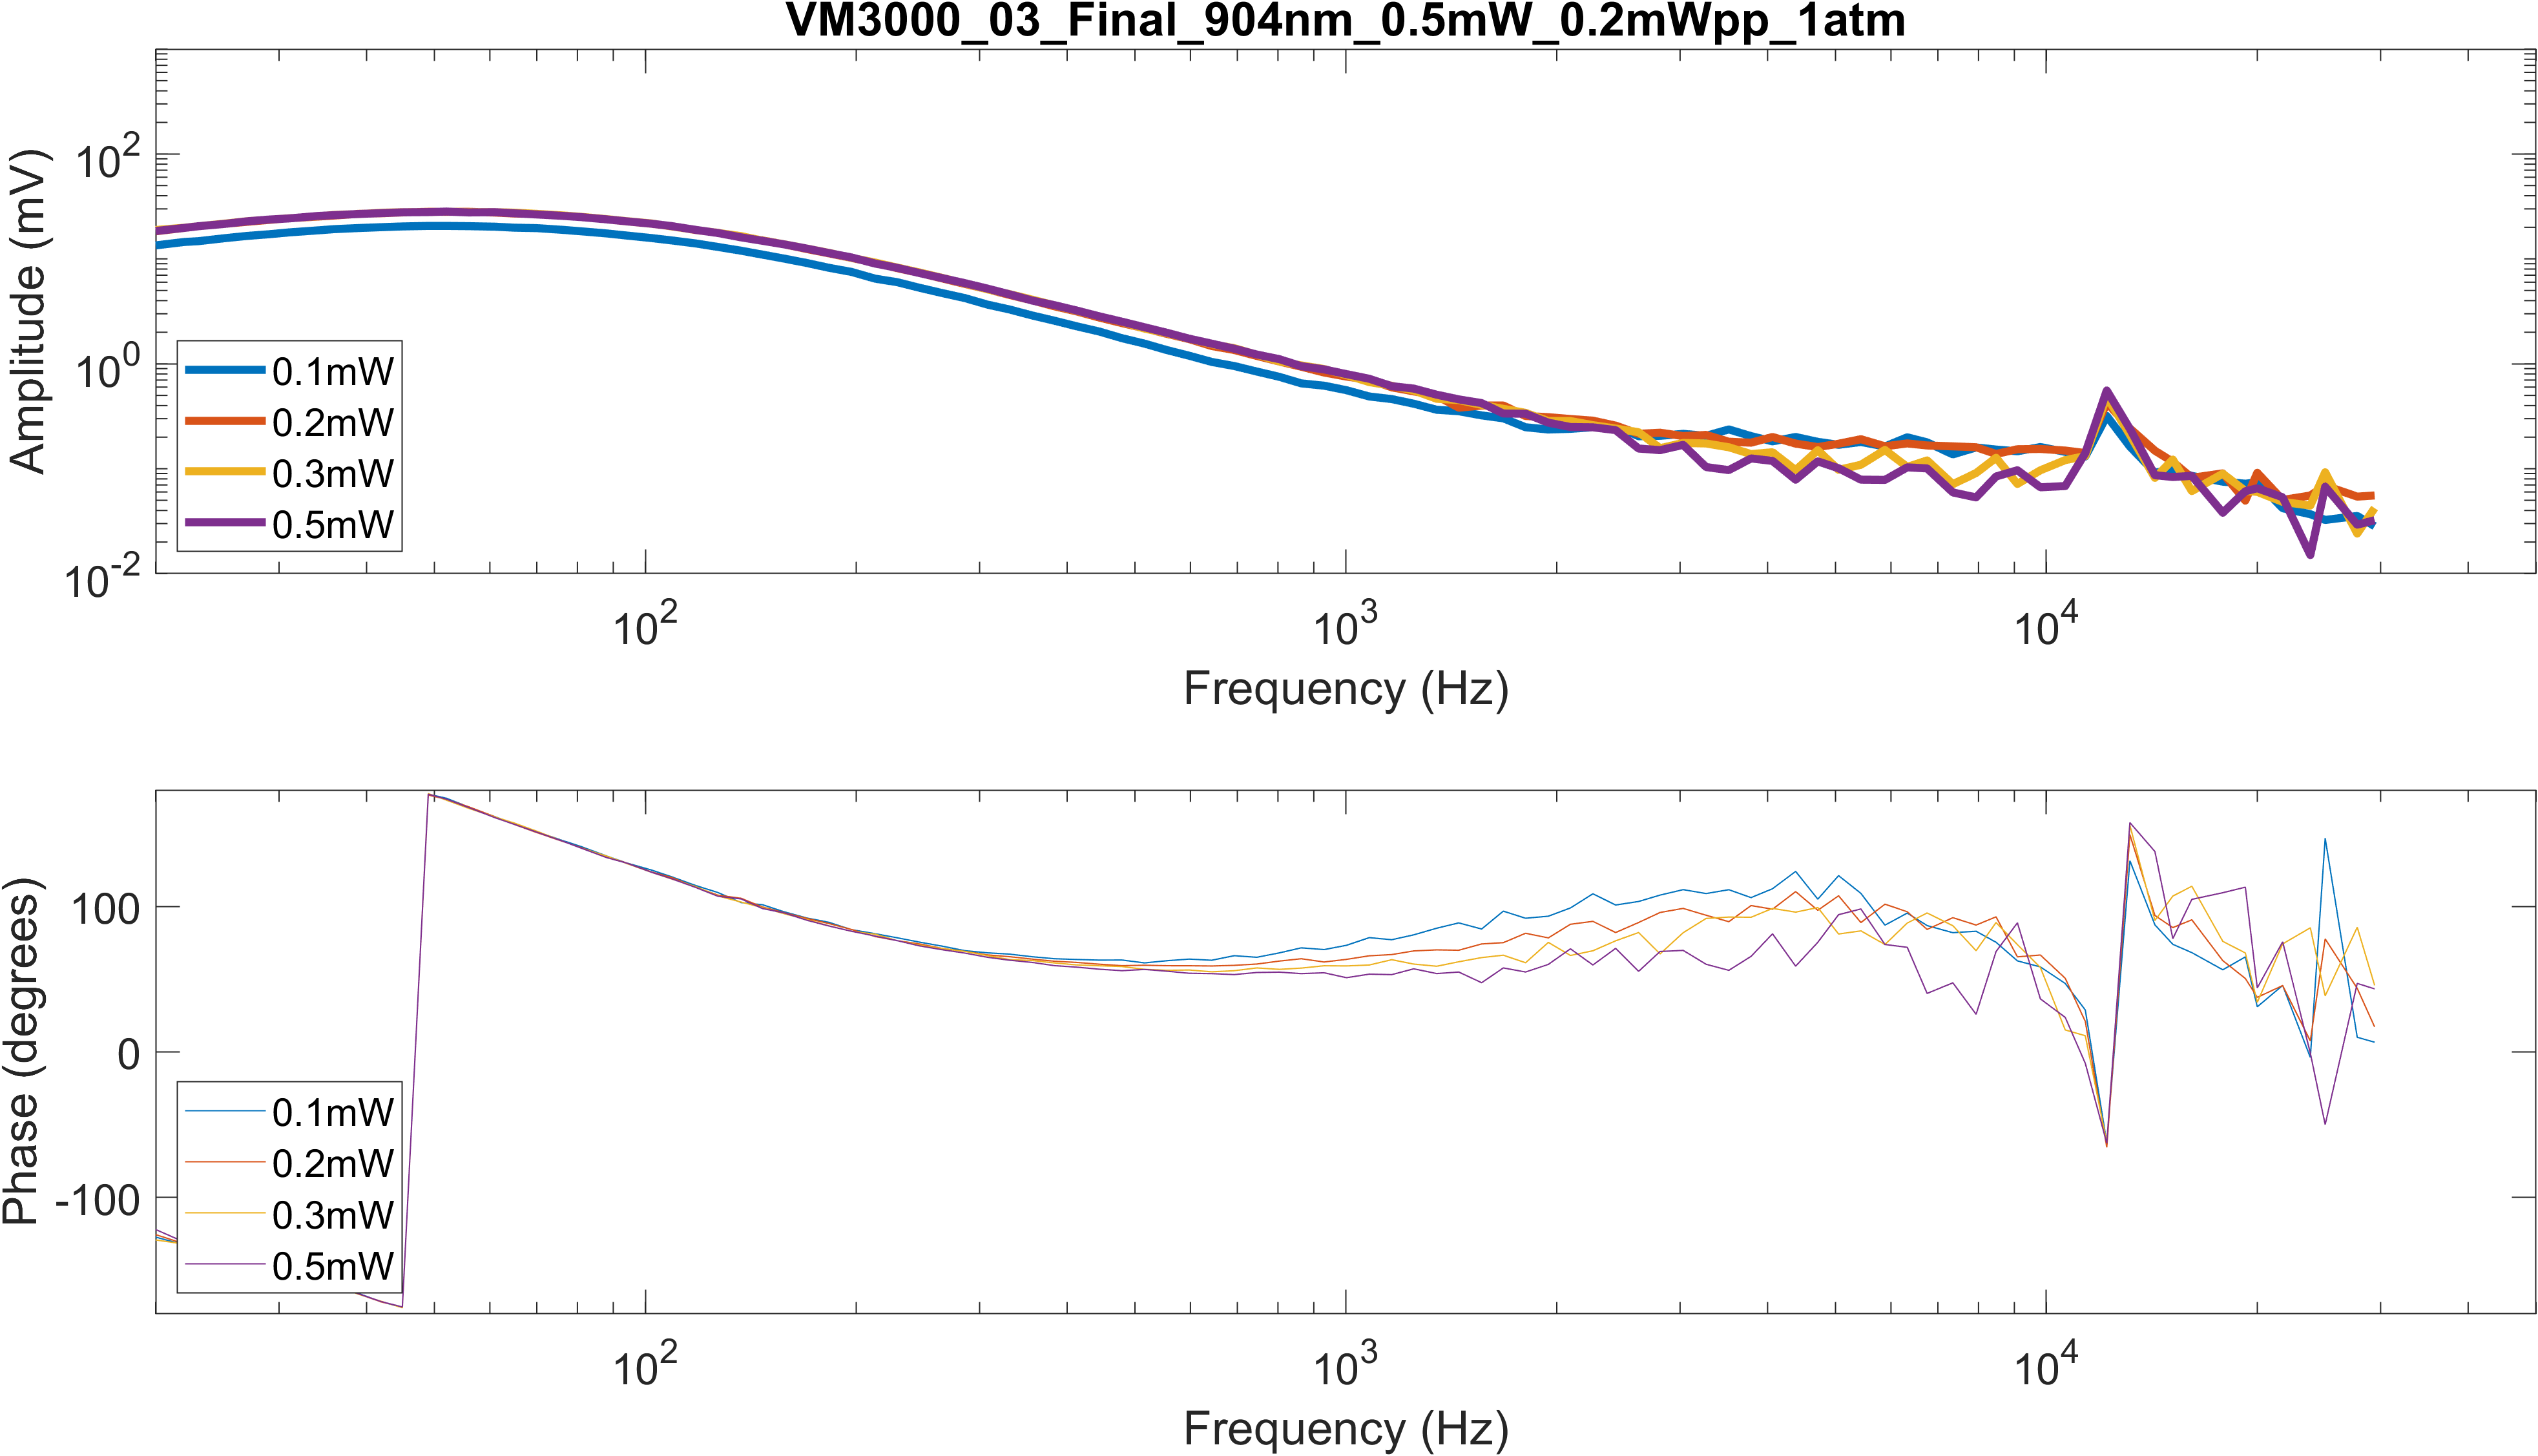 VM3000_03_Final_904nm_0.5mW_0.2mWpp_1atm
Amplitude (mV)
10^2
10^0
10^-2
0.1mW
0.2mW
0.3mW
0.5mW
10^2
10^3
10^4
Frequency (Hz)
Phase (degrees)
100
0
-100
0.1mW
0.2mW
0.3mW
0.5mW
10^2
10^3
10^4
Frequency (Hz)